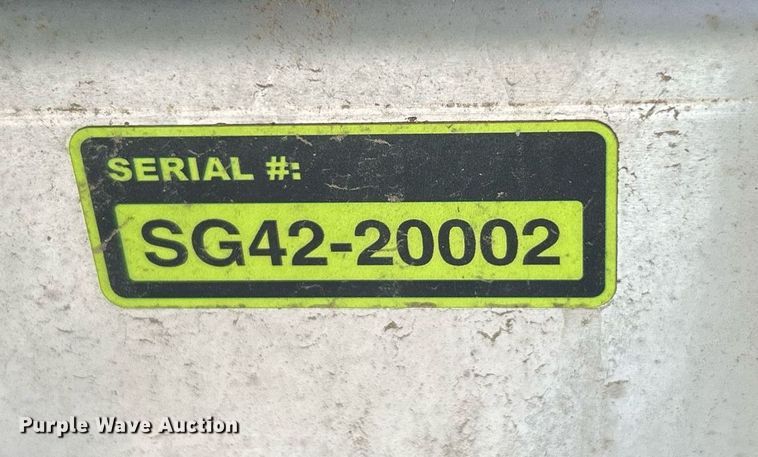 SERIAL #:
SG42-20002
Purple Wave Auction